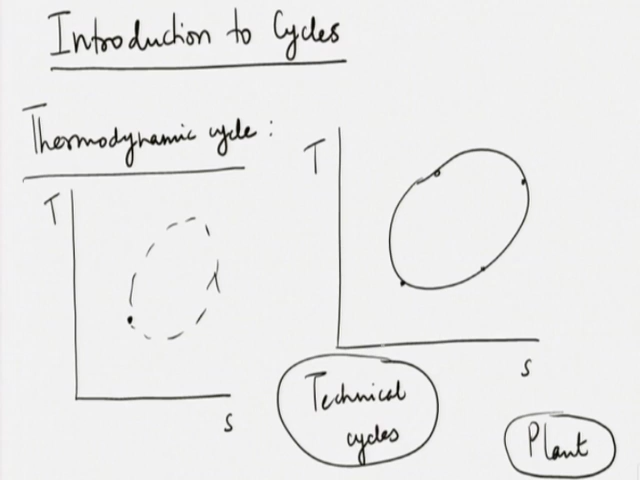 Introduction to Cycles
Thermodynamic cycle :
T
T
s
s
Technical
cycles
Plant